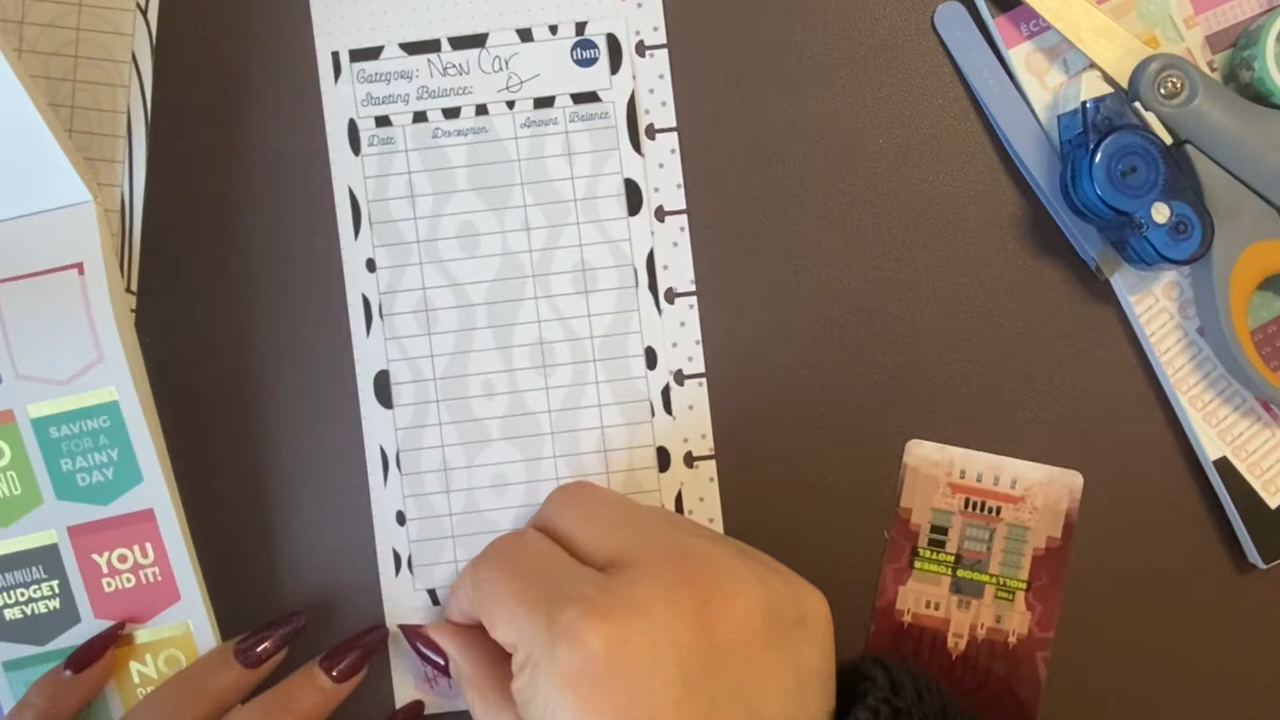 Category: New Car
tbm
Starting Balance: 0
Date Description Amount Balance
SAVING
FOR A
RAINY
DAY
YOU
DID IT!
ANNUAL
BUDGET
REVIEW
NO
THE
HOLLYWOOD TOWER
HOTEL